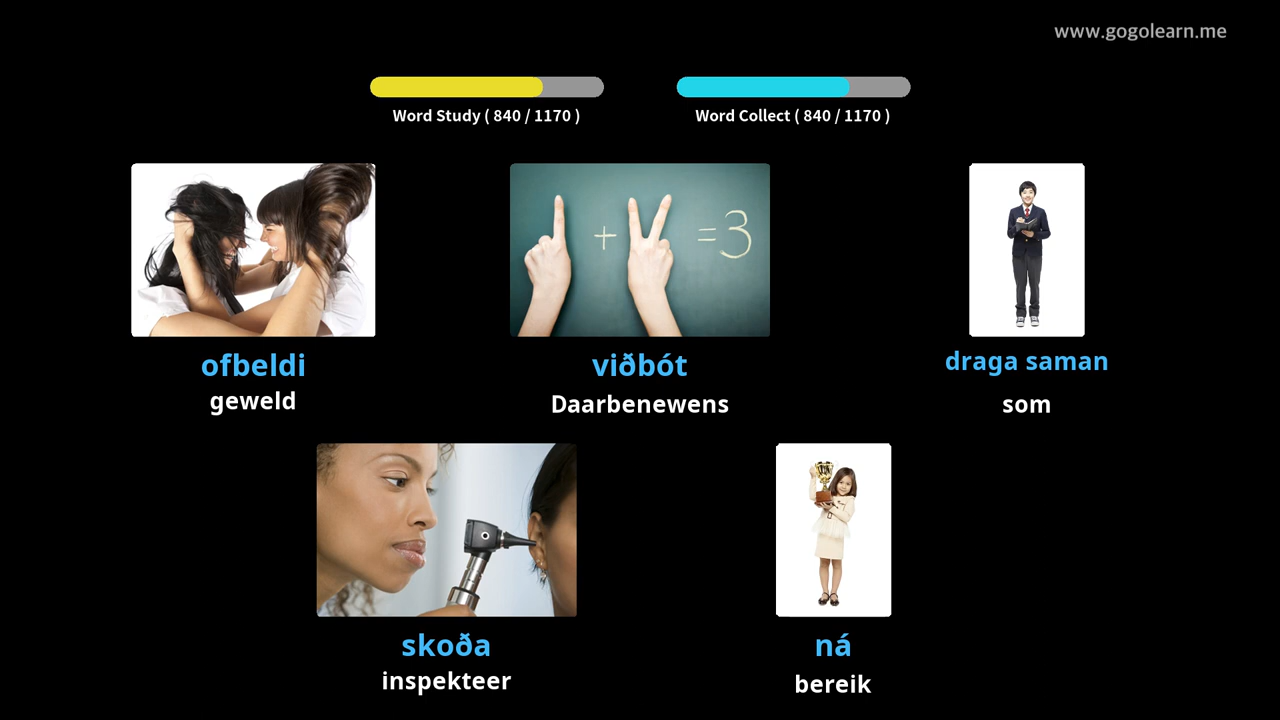 www.gogolearn.me
Word Study ( 840 / 1170 )
Word Collect ( 840 / 1170 )
+ =3
ofbeldi
geweld
viðbót
Daarbenewens
draga saman
som
skoða
inspekteer
ná
bereik